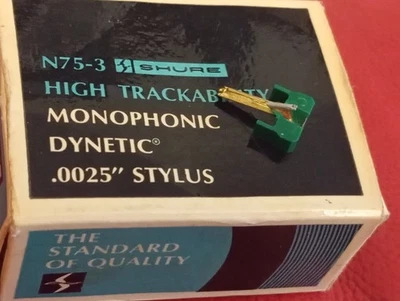 N75-3 SHURE
HIGH TRACKABILITY
MONOPHONIC
DYNETIC®
.0025" STYLUS
THE
STANDARD
OF QUALITY